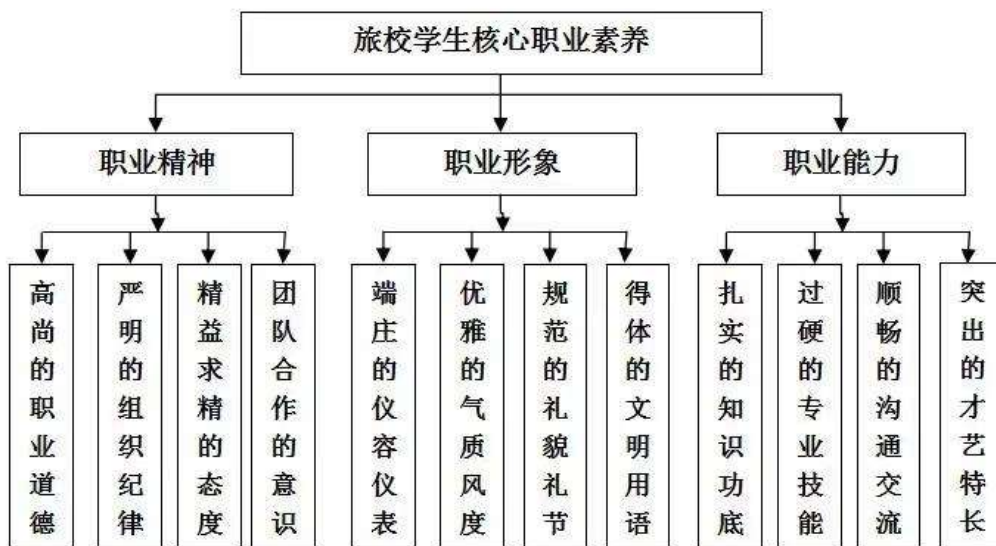 旅校学生核心职业素养
职业精神
职业形象
职业能力
高尚的职业道德
严明的组织纪律
精益求精的态度
团队合作的意识
端庄的仪容仪表
优雅的气质风度
规范的礼貌礼节
得体的文明用语
扎实的知识功底
过硬的专业技能
顺畅的沟通交流
突出的才艺特长